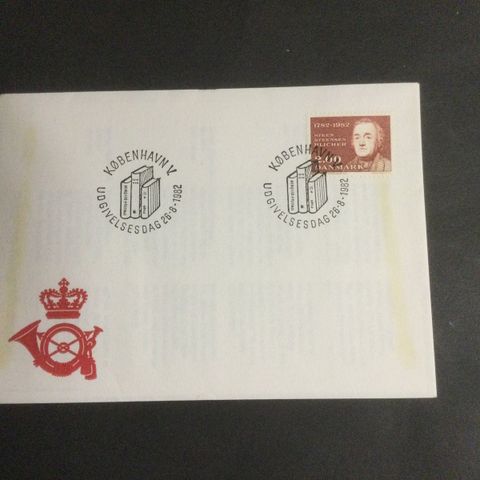 1782-1982
STEEN
STEENSEN
BLICHER
2.00
DANMARK
KØBENHAVN V.
UDGIVELSESDAG 26-8-1982
KØBENHAVN V.
UDGIVELSESDAG 26-8-1982